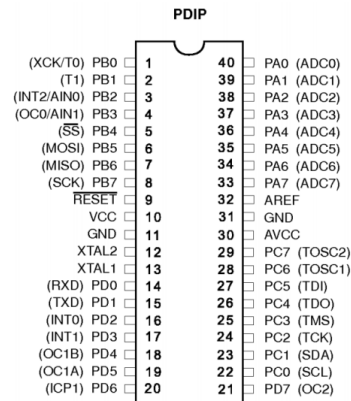 PDIP
(XCK/T0) PB0 1 40 PA0 (ADC0)
(T1) PB1 2 39 PA1 (ADC1)
(INT2/AIN0) PB2 3 38 PA2 (ADC2)
(OC0/AIN1) PB3 4 37 PA3 (ADC3)
(SS) PB4 5 36 PA4 (ADC4)
(MOSI) PB5 6 35 PA5 (ADC5)
(MISO) PB6 7 34 PA6 (ADC6)
(SCK) PB7 8 33 PA7 (ADC7)
RESET 9 32 AREF
VCC 10 31 GND
GND 11 30 AVCC
XTAL2 12 29 PC7 (TOSC2)
XTAL1 13 28 PC6 (TOSC1)
(RXD) PD0 14 27 PC5 (TDI)
(TXD) PD1 15 26 PC4 (TDO)
(INT0) PD2 16 25 PC3 (TMS)
(INT1) PD3 17 24 PC2 (TCK)
(OC1B) PD4 18 23 PC1 (SDA)
(OC1A) PD5 19 22 PC0 (SCL)
(ICP1) PD6 20 21 PD7 (OC2)